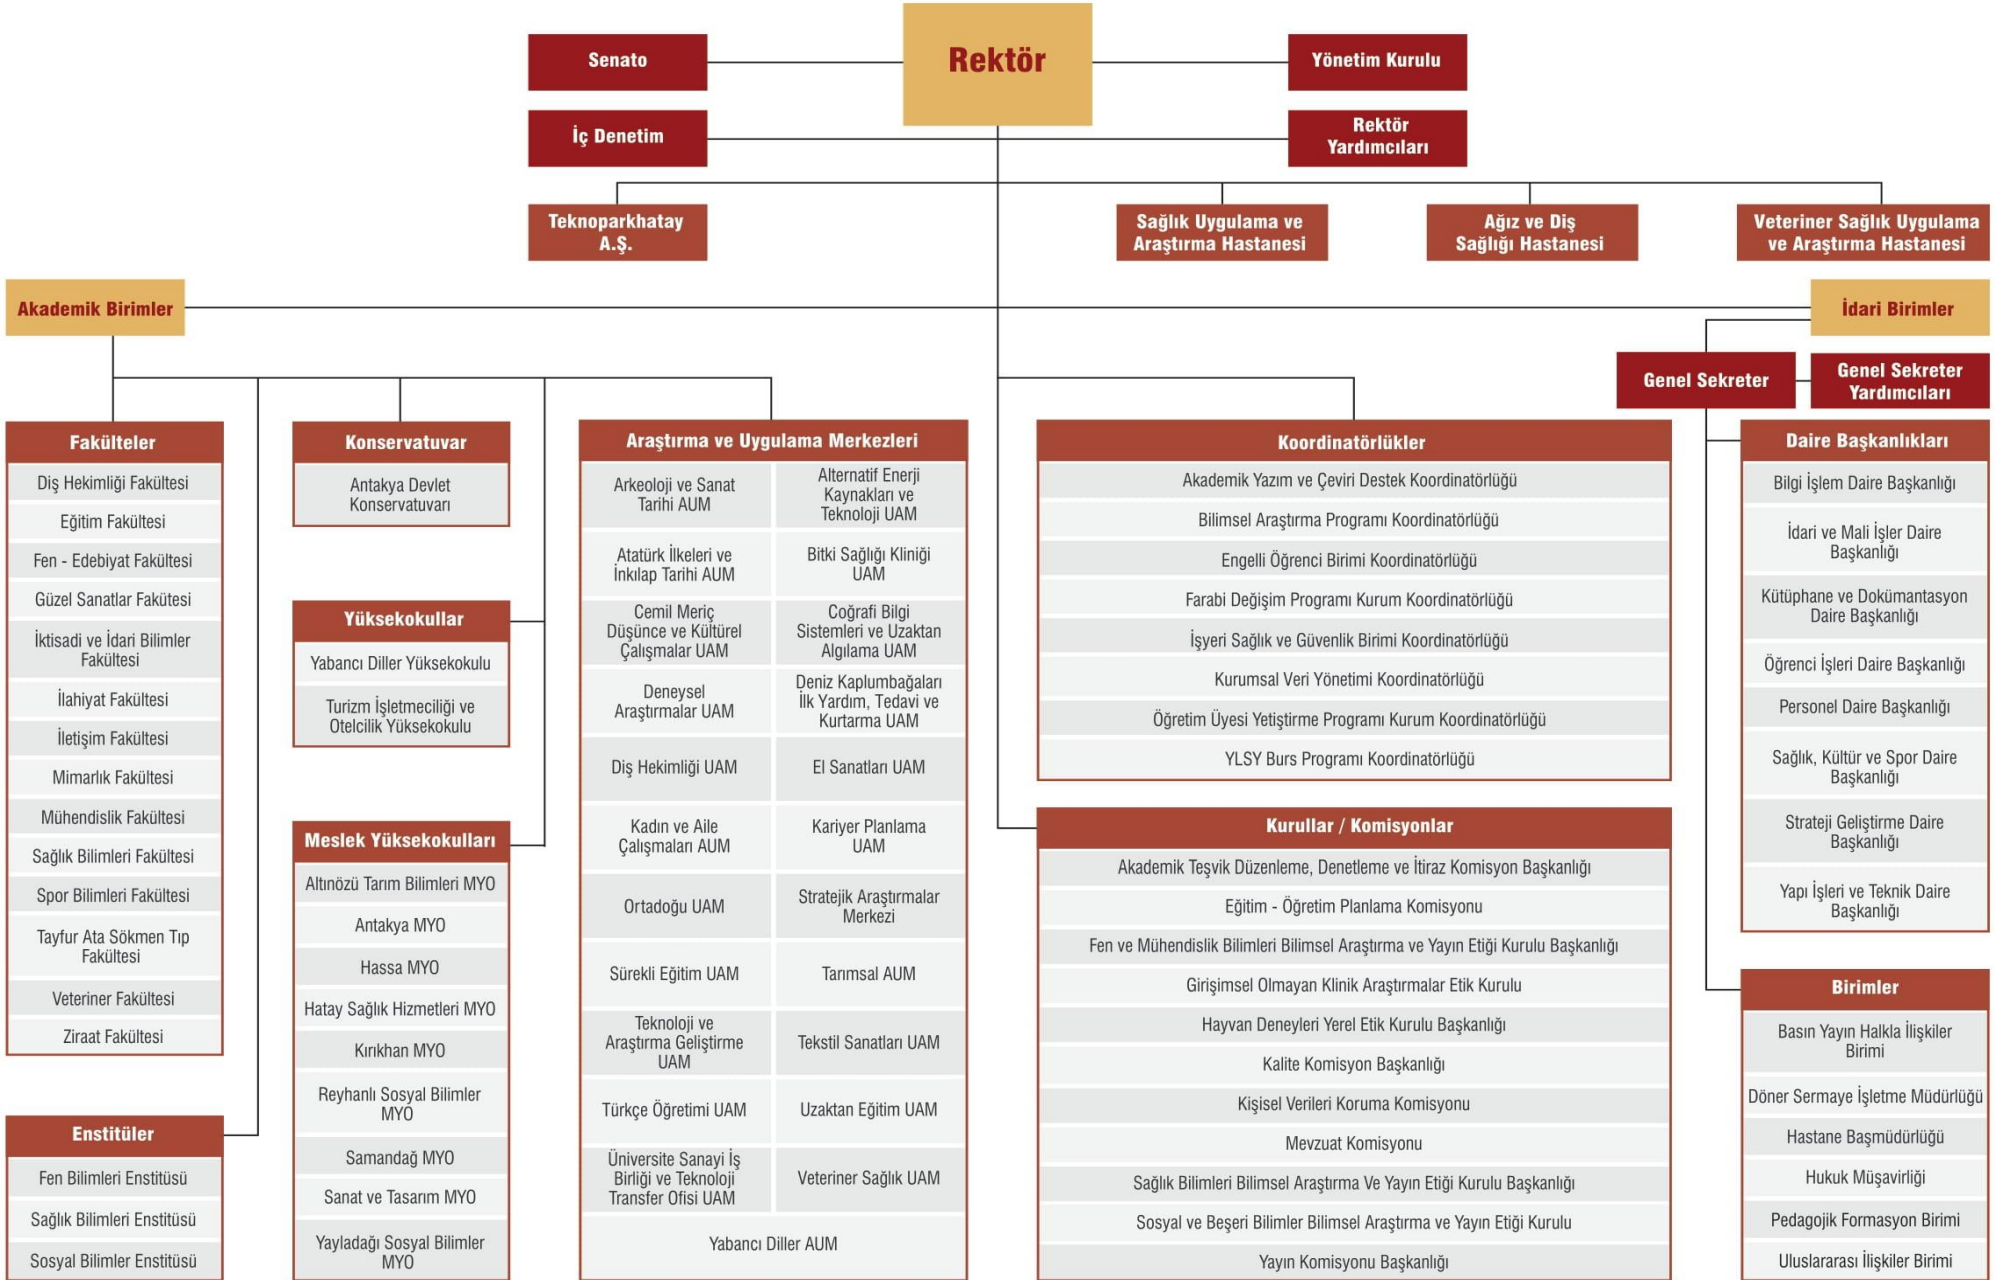 Rektör
Senato
Yönetim Kurulu
İç Denetim
Rektör
Yardımcıları
Teknoparkhatay
A.Ş.
Sağlık Uygulama ve
Araştırma Hastanesi
Ağız ve Diş
Sağlığı Hastanesi
Veteriner Sağlık Uygulama
ve Araştırma Hastanesi
Akademik Birimler
İdari Birimler
Genel Sekreter
Genel Sekreter
Yardımcıları
Fakülteler
Diş Hekimliği Fakültesi
Eğitim Fakültesi
Fen - Edebiyat Fakültesi
Güzel Sanatlar Fakütesi
İktisadi ve İdari Bilimler
Fakültesi
İlahiyat Fakültesi
İletişim Fakültesi
Mimarlık Fakültesi
Mühendislik Fakültesi
Sağlık Bilimleri Fakültesi
Spor Bilimleri Fakültesi
Tayfur Ata Sökmen Tıp
Fakültesi
Veteriner Fakültesi
Ziraat Fakültesi
Enstitüler
Fen Bilimleri Enstitüsü
Sağlık Bilimleri Enstitüsü
Sosyal Bilimler Enstitüsü
Konservatuvar
Antakya Devlet
Konservatuvarı
Yüksekokullar
Yabancı Diller Yüksekokulu
Turizm İşletmeciliği ve
Otelcilik Yüksekokulu
Meslek Yüksekokulları
Altınözü Tarım Bilimleri MYO
Antakya MYO
Hassa MYO
Hatay Sağlık Hizmetleri MYO
Kırıkhan MYO
Reyhanlı Sosyal Bilimler
MYO
Samandağ MYO
Sanat ve Tasarım MYO
Yayladağı Sosyal Bilimler
MYO
Araştırma ve Uygulama Merkezleri
Arkeoloji ve Sanat
Tarihi AUM
Alternatif Enerji
Kaynakları ve
Teknoloji UAM
Atatürk İlkeleri ve
İnkılap Tarihi AUM
Bitki Sağlığı Kliniği
UAM
Cemil Meriç
Düşünce ve Kültürel
Çalışmalar UAM
Coğrafi Bilgi
Sistemleri ve Uzaktan
Algılama UAM
Deneysel
Araştırmalar UAM
Deniz Kaplumbağaları
İlk Yardım, Tedavi ve
Kurtarma UAM
Diş Hekimliği UAM
El Sanatları UAM
Kadın ve Aile
Çalışmaları AUM
Kariyer Planlama
UAM
Ortadoğu UAM
Stratejik Araştırmalar
Merkezi
Sürekli Eğitim UAM
Tarımsal AUM
Teknoloji ve
Araştırma Geliştirme
UAM
Tekstil Sanatları UAM
Türkçe Öğretimi UAM
Uzaktan Eğitim UAM
Üniversite Sanayi İş
Birliği ve Teknoloji
Transfer Ofisi UAM
Veteriner Sağlık UAM
Yabancı Diller AUM
Koordinatörlükler
Akademik Yazım ve Çeviri Destek Koordinatörlüğü
Bilimsel Araştırma Programı Koordinatörlüğü
Engelli Öğrenci Birimi Koordinatörlüğü
Farabi Değişim Programı Kurum Koordinatörlüğü
İşyeri Sağlık ve Güvenlik Birimi Koordinatörlüğü
Kurumsal Veri Yönetimi Koordinatörlüğü
Öğretim Üyesi Yetiştirme Programı Kurum Koordinatörlüğü
YLSY Burs Programı Koordinatörlüğü
Kurullar / Komisyonlar
Akademik Teşvik Düzenleme, Denetleme ve İtiraz Komisyon Başkanlığı
Eğitim - Öğretim Planlama Komisyonu
Fen ve Mühendislik Bilimleri Bilimsel Araştırma ve Yayın Etiği Kurulu Başkanlığı
Girişimsel Olmayan Klinik Araştırmalar Etik Kurulu
Hayvan Deneyleri Yerel Etik Kurulu Başkanlığı
Kalite Komisyon Başkanlığı
Kişisel Verileri Koruma Komisyonu
Mevzuat Komisyonu
Sağlık Bilimleri Bilimsel Araştırma Ve Yayın Etiği Kurulu Başkanlığı
Sosyal ve Beşeri Bilimler Bilimsel Araştırma ve Yayın Etiği Kurulu
Yayın Komisyonu Başkanlığı
Daire Başkanlıkları
Bilgi İşlem Daire Başkanlığı
İdari ve Mali İşler Daire
Başkanlığı
Kütüphane ve Dokümantasyon
Daire Başkanlığı
Öğrenci İşleri Daire Başkanlığı
Personel Daire Başkanlığı
Sağlık, Kültür ve Spor Daire
Başkanlığı
Strateji Geliştirme Daire
Başkanlığı
Yapı İşleri ve Teknik Daire
Başkanlığı
Birimler
Basın Yayın Halkla İlişkiler
Birimi
Döner Sermaye İşletme Müdürlüğü
Hastane Başmüdürlüğü
Hukuk Müşavirliği
Pedagojik Formasyon Birimi
Uluslararası İlişkiler Birimi